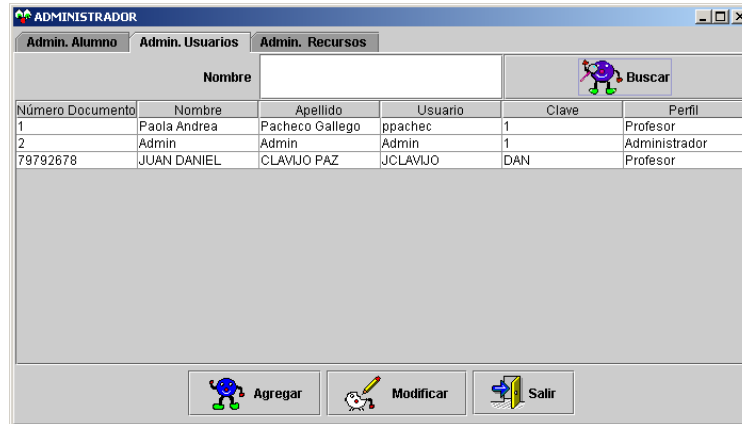 ADMINISTRADOR
Admin. Alumno Admin. Usuarios Admin. Recursos
Nombre Buscar
Número Documento Nombre Apellido Usuario Clave Perfil
1 Paola Andrea Pacheco Gallego ppachec 1 Profesor
2 Admin Admin Admin 1 Administrador
79792678 JUAN DANIEL CLAVIJO PAZ JCLAVIJO DAN Profesor
Agregar Modificar Salir